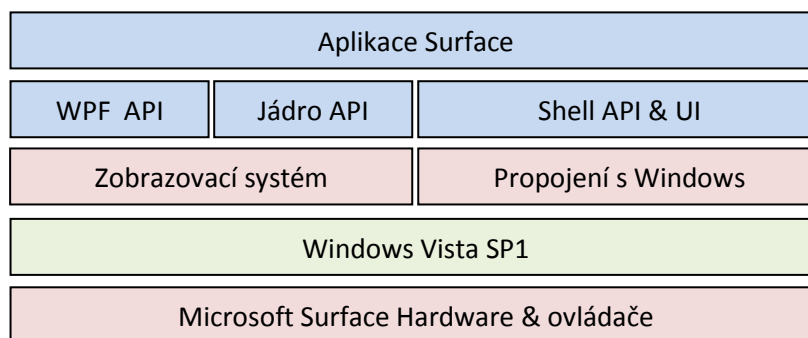 Aplikace Surface
WPF API
Jádro API
Shell API & UI
Zobrazovací systém
Propojení s Windows
Windows Vista SP1
Microsoft Surface Hardware & ovládače